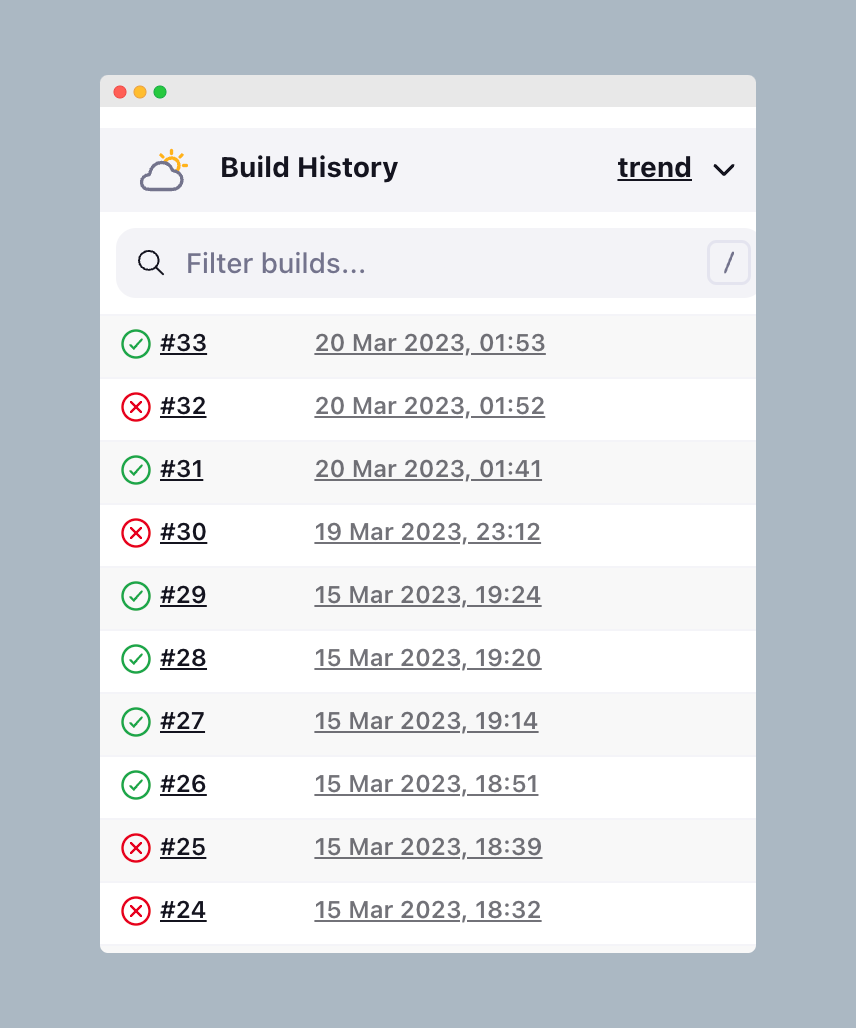 Build History trend
Filter builds... /
#33 20 Mar 2023, 01:53
#32 20 Mar 2023, 01:52
#31 20 Mar 2023, 01:41
#30 19 Mar 2023, 23:12
#29 15 Mar 2023, 19:24
#28 15 Mar 2023, 19:20
#27 15 Mar 2023, 19:14
#26 15 Mar 2023, 18:51
#25 15 Mar 2023, 18:39
#24 15 Mar 2023, 18:32